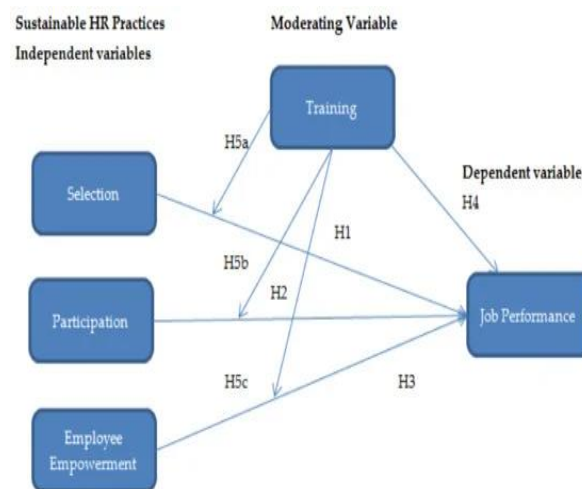 Sustainable HR Practices
Independent variables
Moderating Variable
Training
H5a
Dependent variable
H4
Selection
H1
H5b
H2
Participation
Job Performance
H5c
H3
Employee
Empowerment